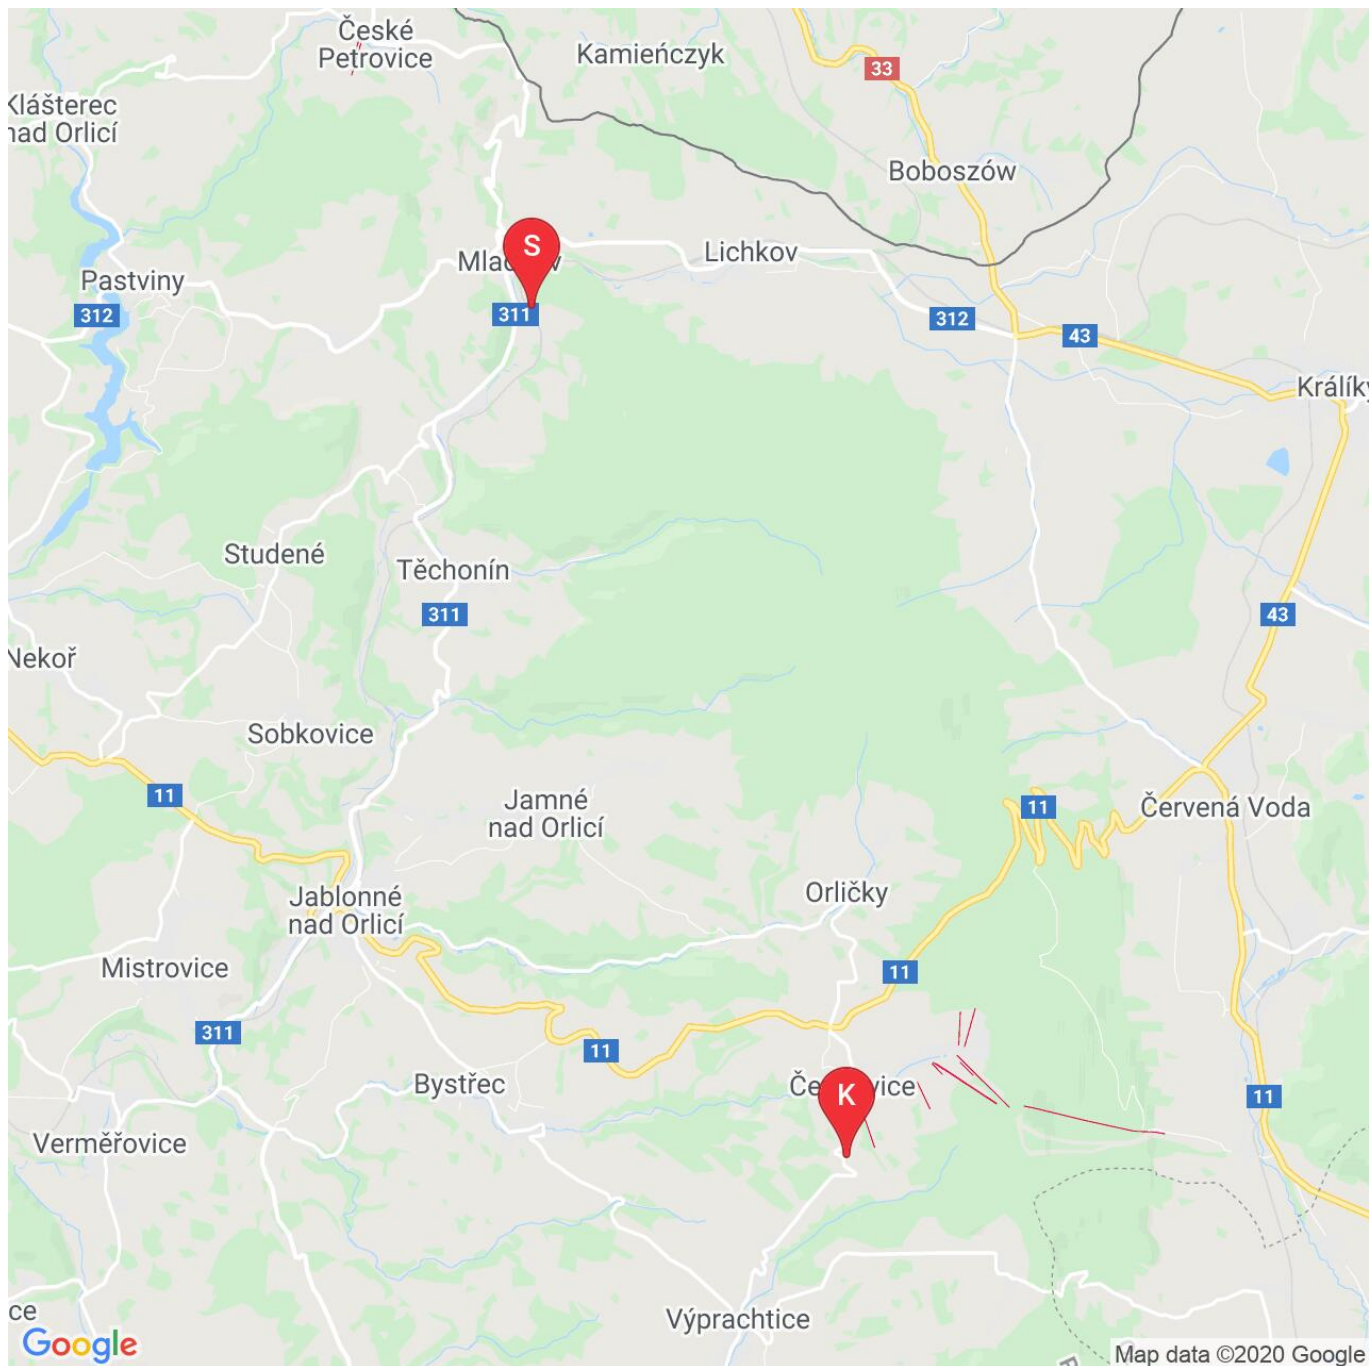 České
Petrovice
Kamieńczyk
33
Klášterec
nad Orlicí
Boboszów
S
Lichkov
Pastviny
312
311
312
43
Králíky
Studené
Těchonín
311
43
Nekoř
Sobkovice
11
Jamné
nad Orlicí
11
Červená Voda
Jablonné
nad Orlicí
Orličky
Mistrovice
11
311
11
Bystřec
K
11
Verměřovice
Výprachtice
ce
Google
Map data ©2020 Google